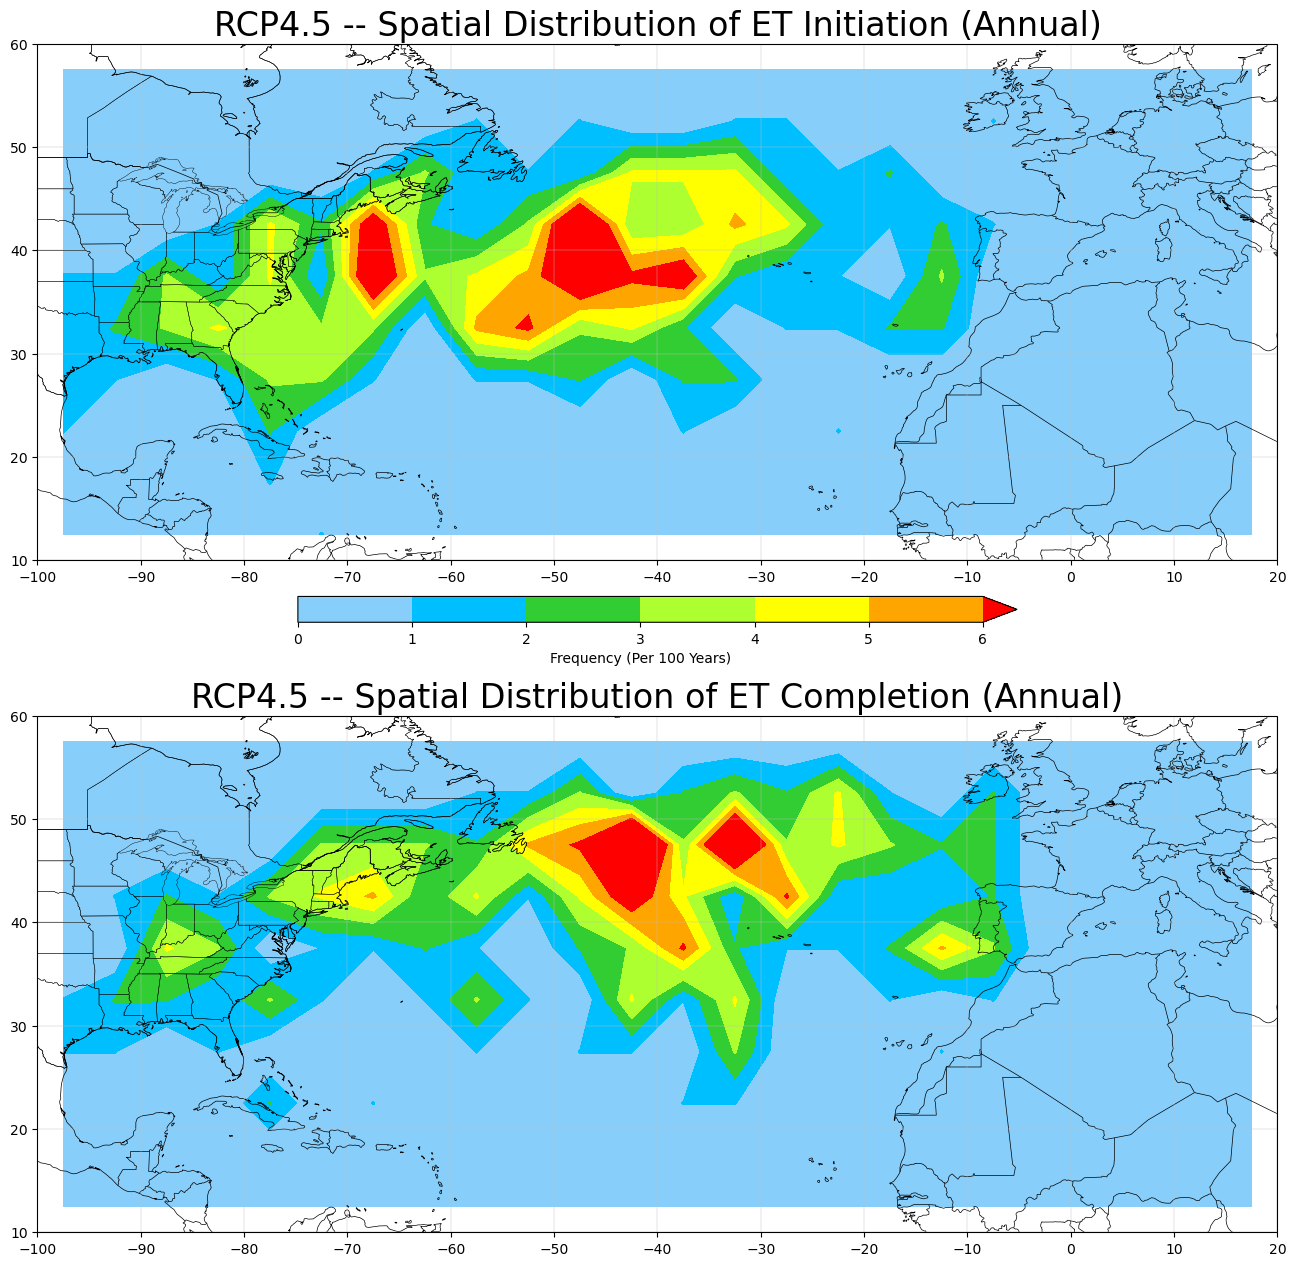 RCP4.5 -- Spatial Distribution of ET Initiation (Annual)
60
50
40
30
20
10
−100 −90 −80 −70 −60 −50 −40 −30 −20 −10 0 10 20
0 1 2 3 4 5 6
Frequency (Per 100 Years)
RCP4.5 -- Spatial Distribution of ET Completion (Annual)
60
50
40
30
20
10
−100 −90 −80 −70 −60 −50 −40 −30 −20 −10 0 10 20